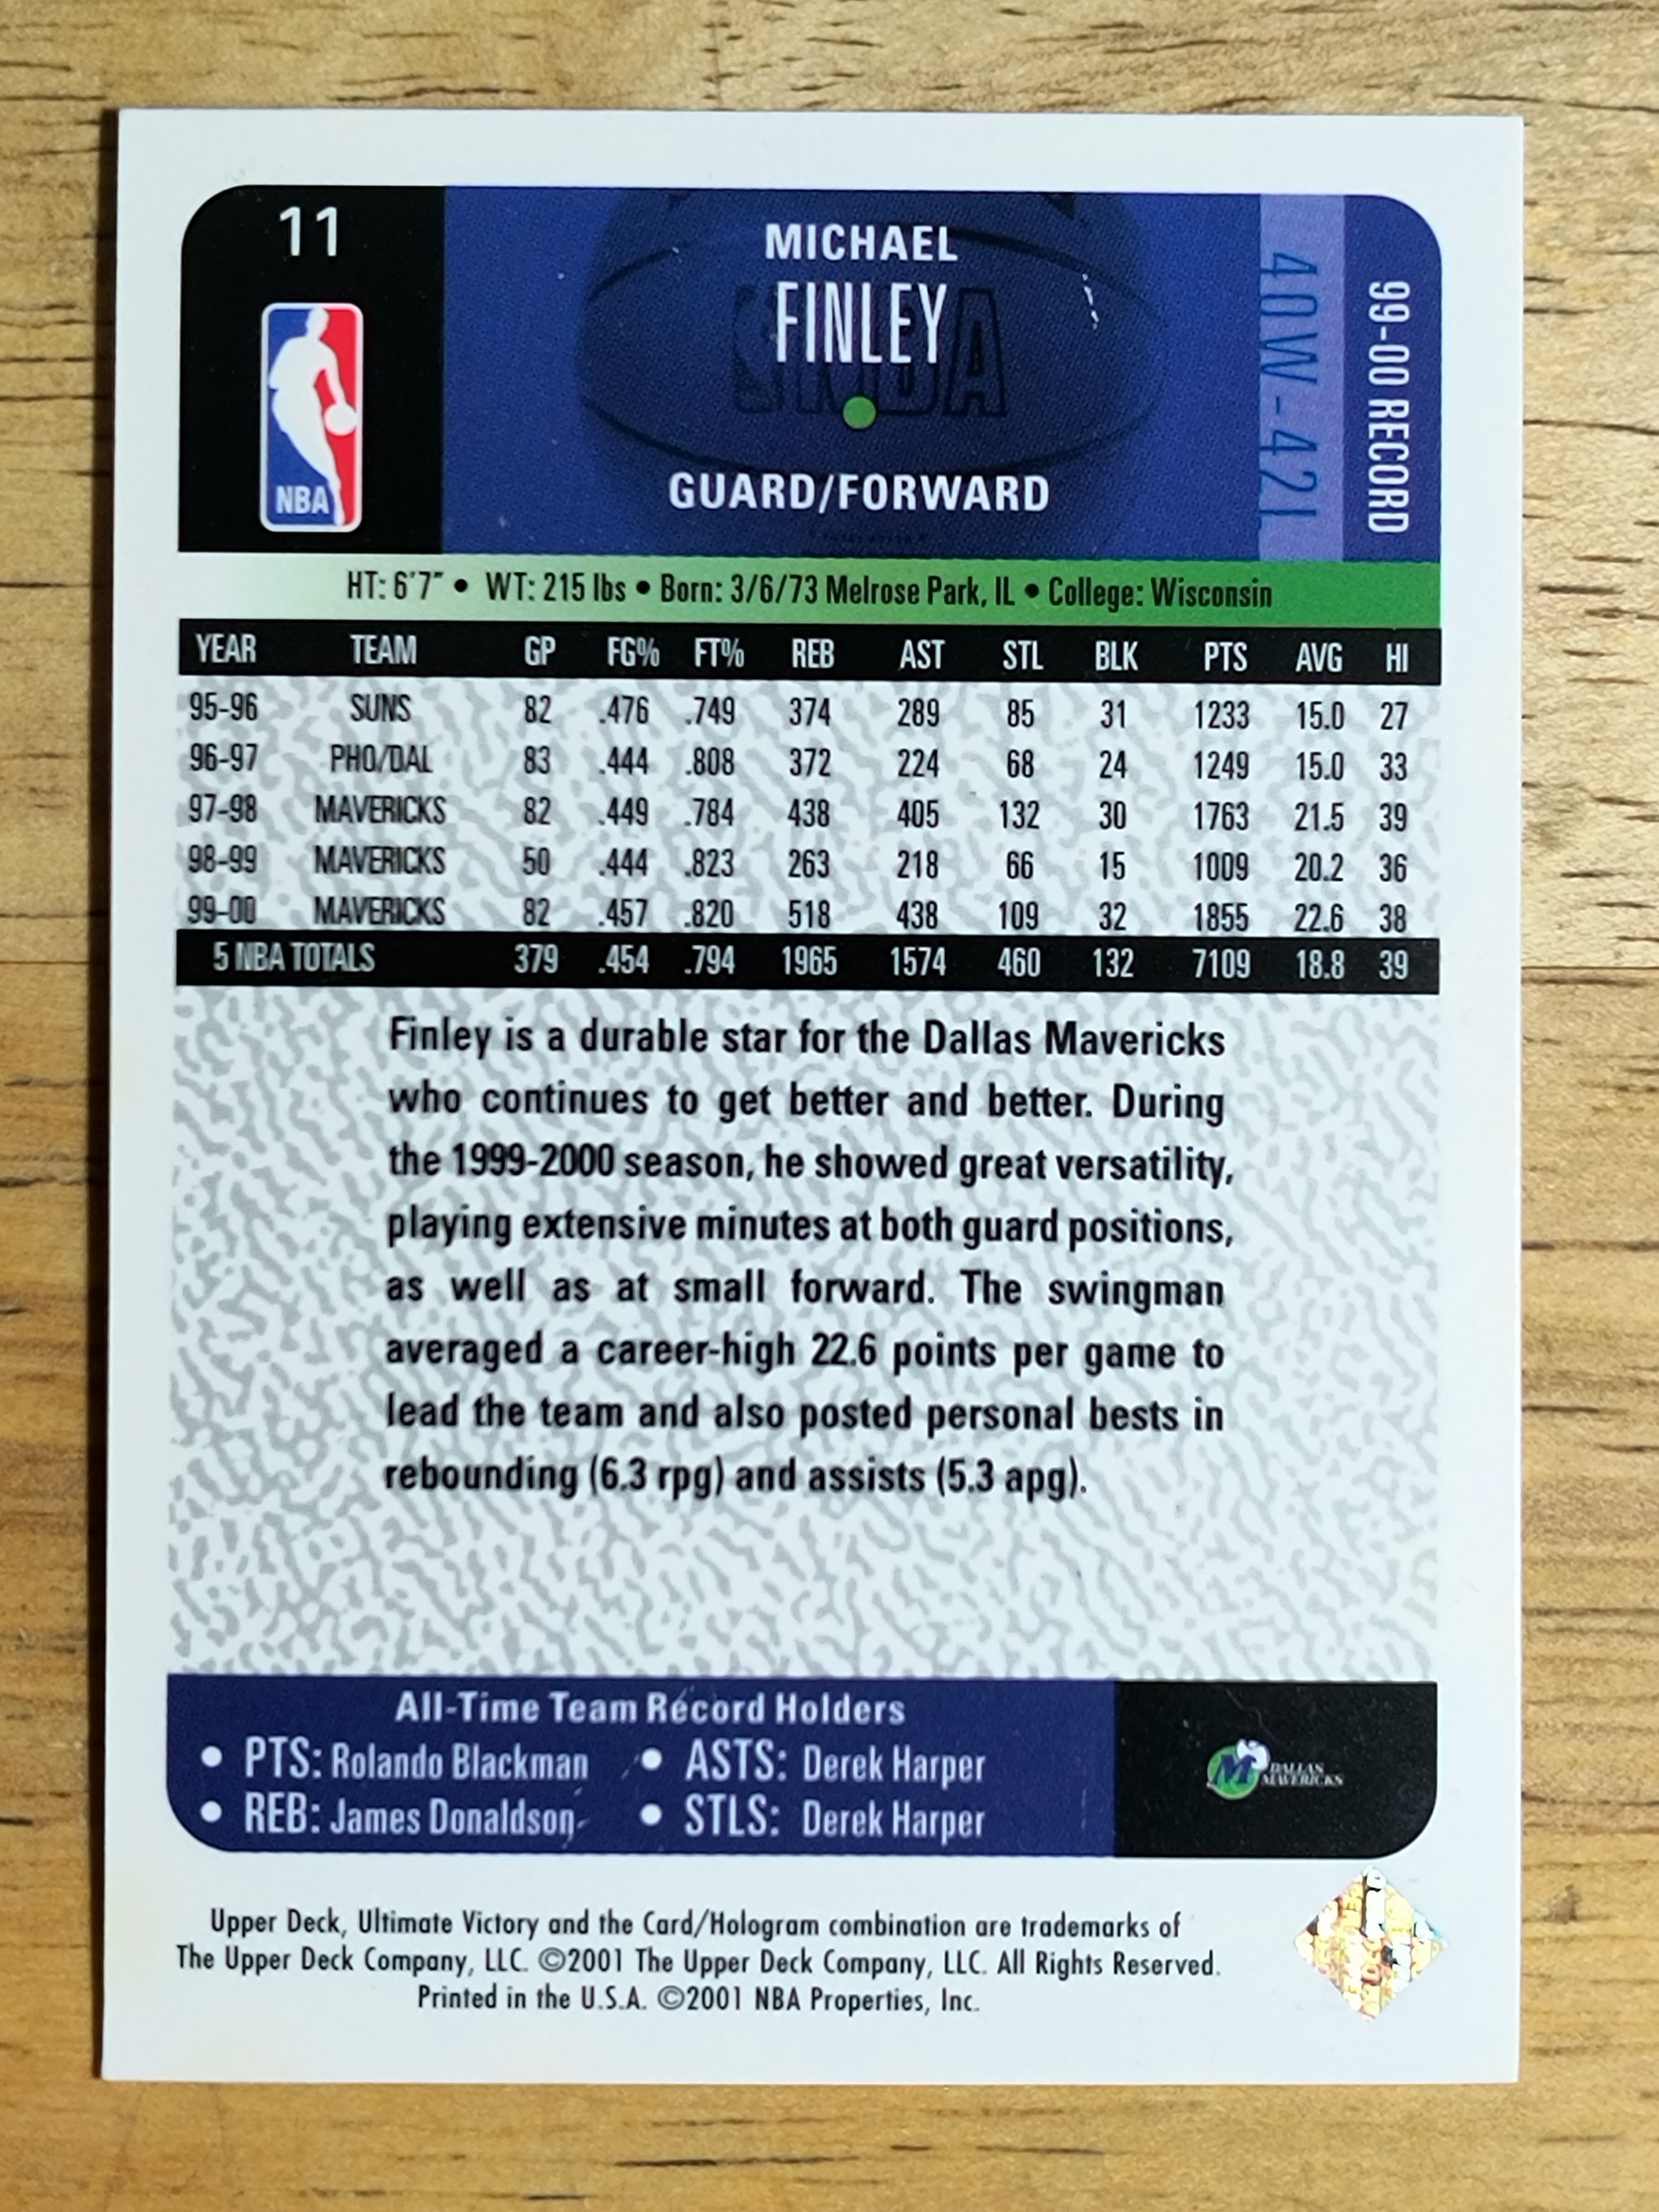 11
MICHAEL
FINLEY
GUARD/FORWARD
NBA
NBA
40W-42L
99-00 RECORD
HT: 6'7" • WT: 215 lbs • Born: 3/6/73 Melrose Park, IL • College: Wisconsin
YEAR TEAM GP FG% FT% REB AST STL BLK PTS AVG HI
95-96 SUNS 82 .476 .749 374 289 85 31 1233 15.0 27
96-97 PHO/DAL 83 .444 .808 372 224 68 24 1249 15.0 33
97-98 MAVERICKS 82 .449 .784 438 405 132 30 1763 21.5 39
98-99 MAVERICKS 50 .444 .823 263 218 66 15 1009 20.2 36
99-00 MAVERICKS 82 .457 .820 518 438 109 32 1855 22.6 38
5 NBA TOTALS 379 .454 .794 1965 1574 460 132 7109 18.8 39
Finley is a durable star for the Dallas Mavericks
who continues to get better and better. During
the 1999-2000 season, he showed great versatility,
playing extensive minutes at both guard positions,
as well as at small forward. The swingman
averaged a career-high 22.6 points per game to
lead the team and also posted personal bests in
rebounding (6.3 rpg) and assists (5.3 apg).
All-Time Team Record Holders
• PTS: Rolando Blackman • ASTS: Derek Harper
• REB: James Donaldson • STLS: Derek Harper
M DALLAS
MAVERICKS
Upper Deck, Ultimate Victory and the Card/Hologram combination are trademarks of
The Upper Deck Company, LLC. ©2001 The Upper Deck Company, LLC. All Rights Reserved.
Printed in the U.S.A. ©2001 NBA Properties, Inc.